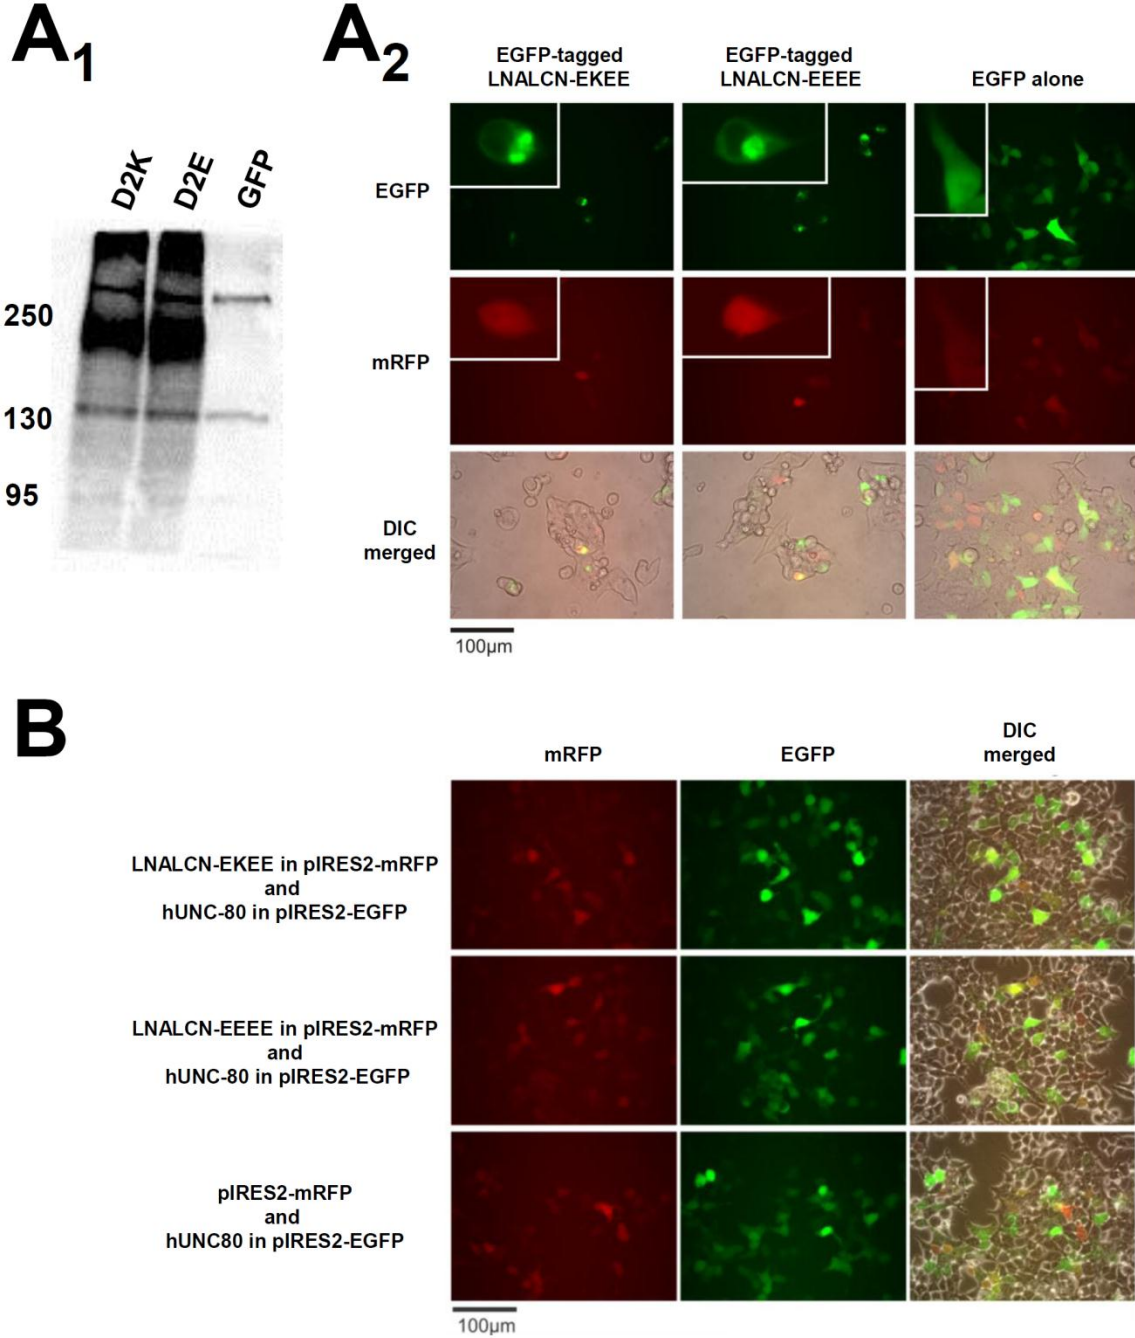 A1
A2
D2K
D2E
GFP
250
130
95
EGFP-tagged
LNALCN-EKEE
EGFP-tagged
LNALCN-EEEE
EGFP alone
EGFP
mRFP
DIC
merged
100µm
B
mRFP
EGFP
DIC
merged
LNALCN-EKEE in pIRES2-mRFP
and
hUNC-80 in pIRES2-EGFP
LNALCN-EEEE in pIRES2-mRFP
and
hUNC-80 in pIRES2-EGFP
pIRES2-mRFP
and
hUNC80 in pIRES2-EGFP
100µm